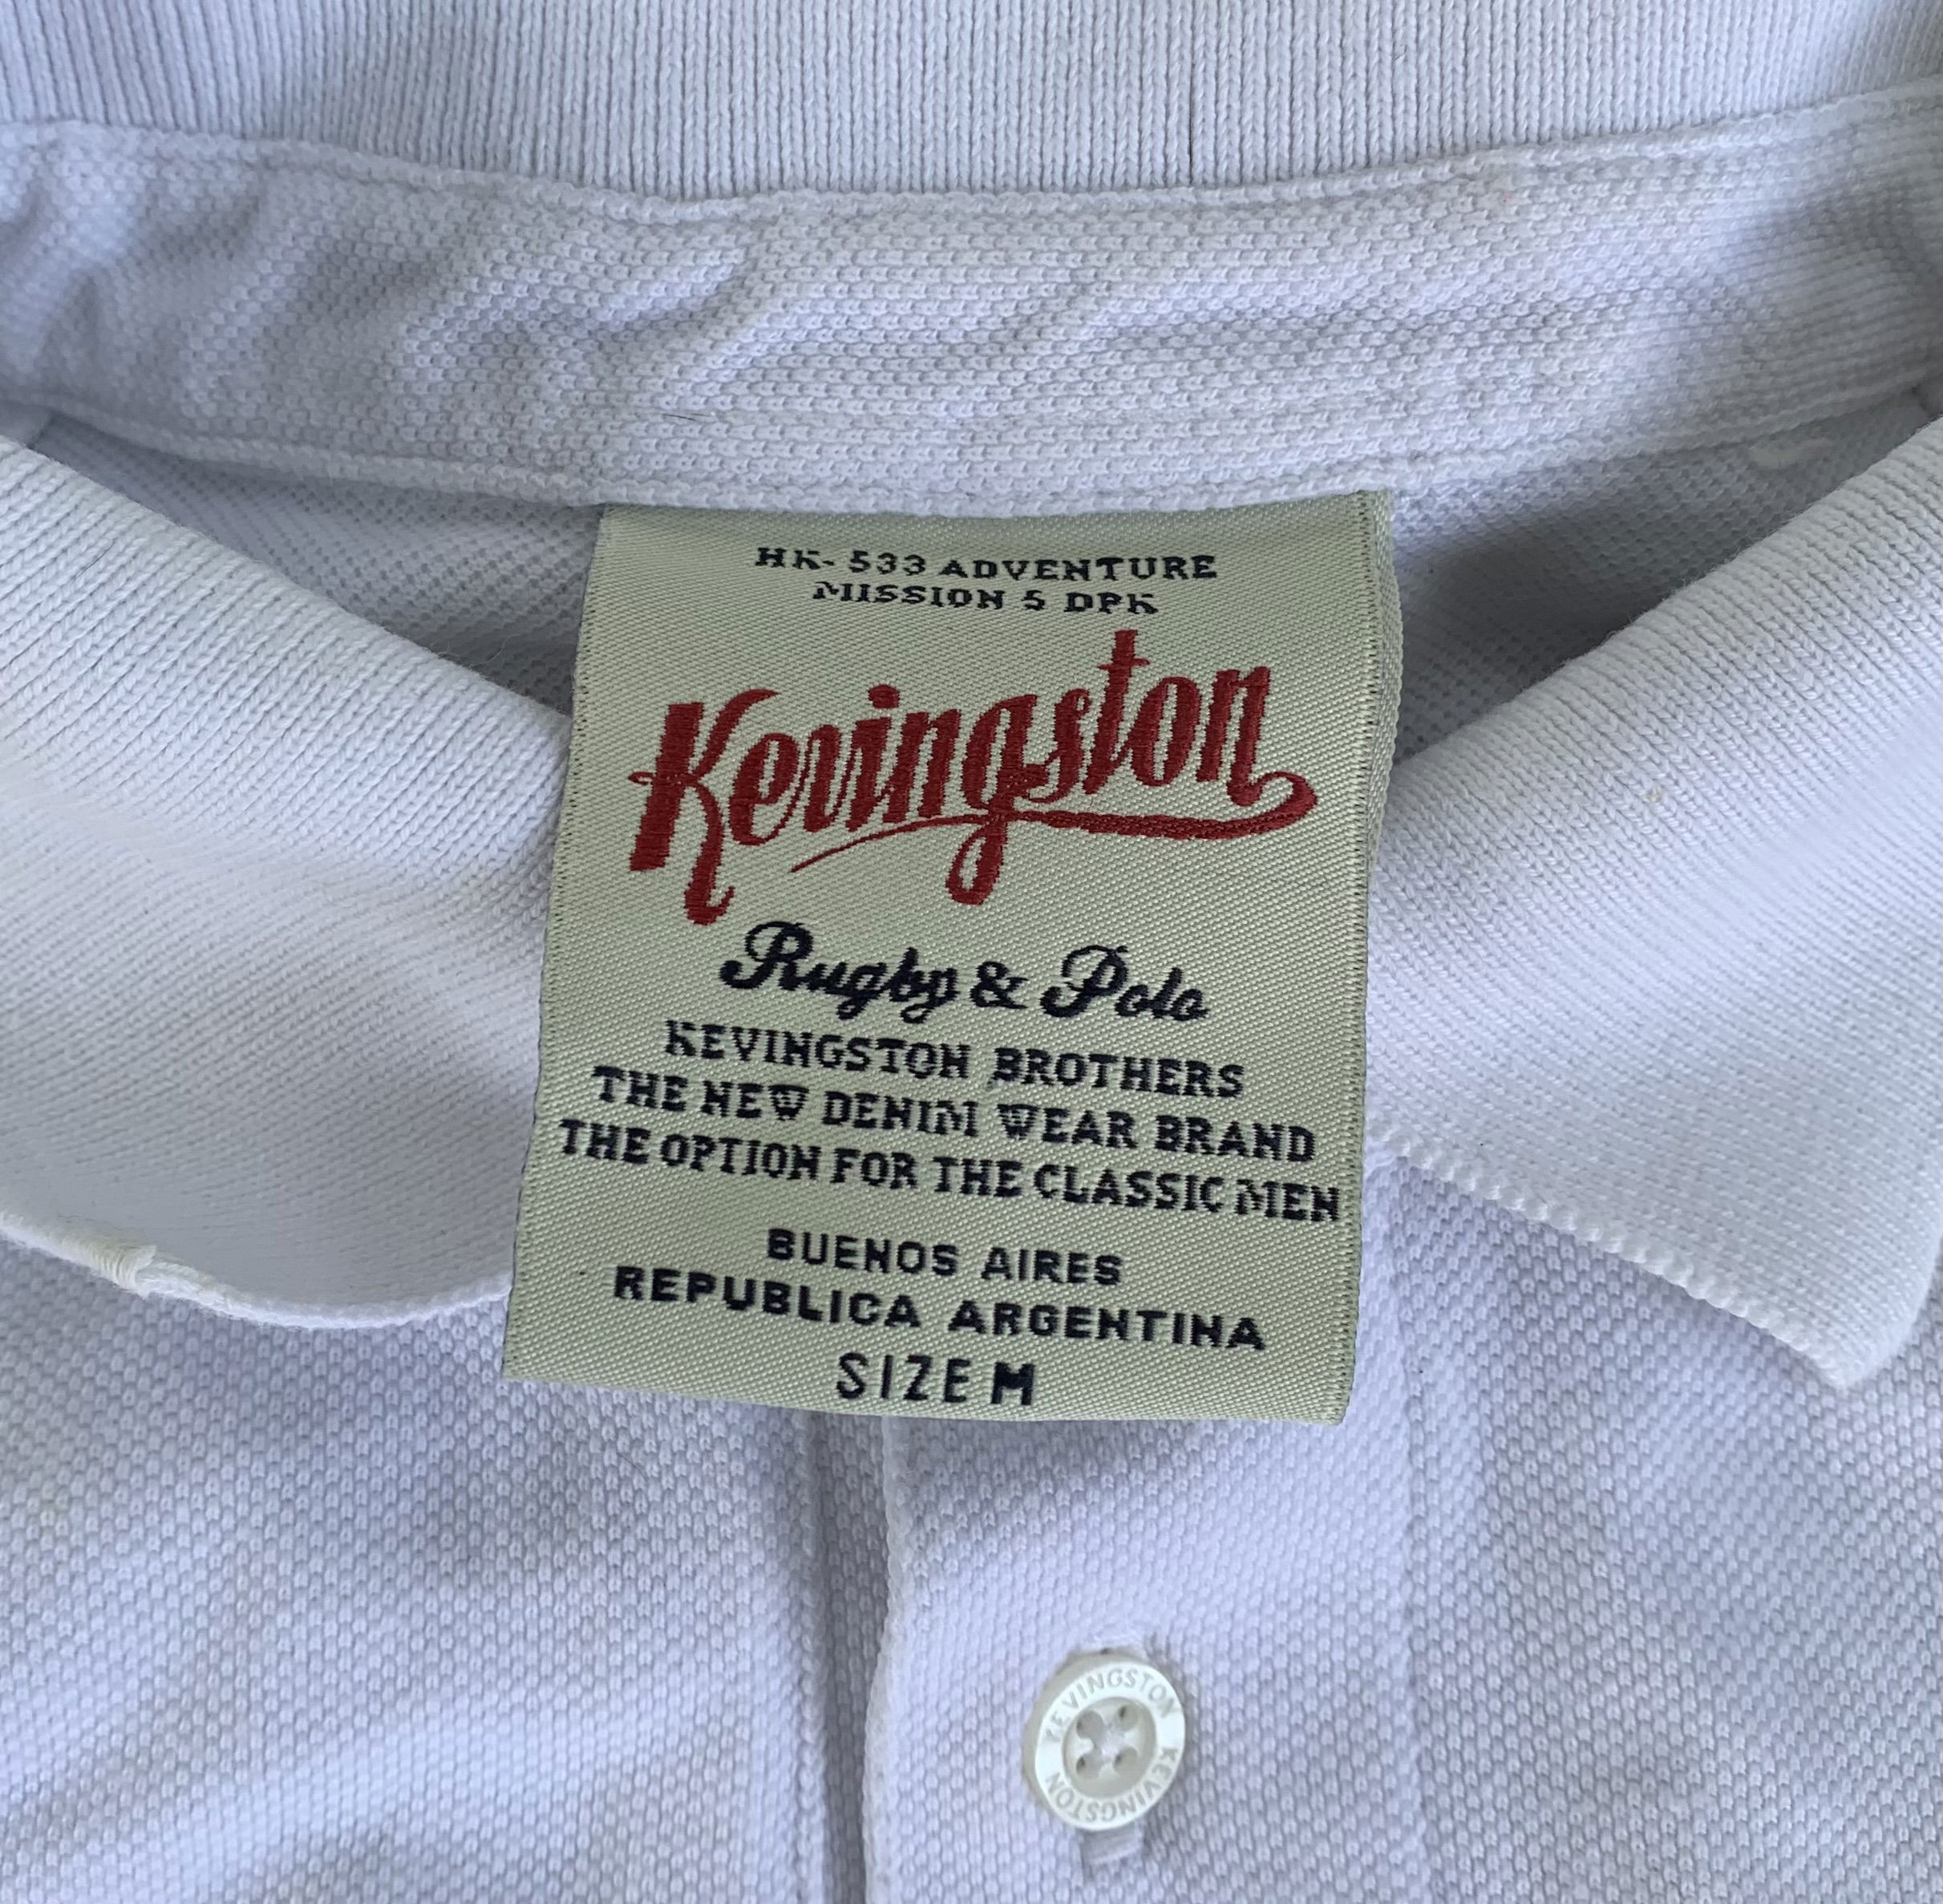 HK- 533 ADVENTURE
MISSION 5 DPK
Kevingston
Rugby & Polo
KEVINGSTON BROTHERS
THE NEW DENIM WEAR BRAND
THE OPTION FOR THE CLASSIC MEN
BUENOS AIRES
REPUBLICA ARGENTINA
SIZE M
KEVINGSTON
KEVINGSTON